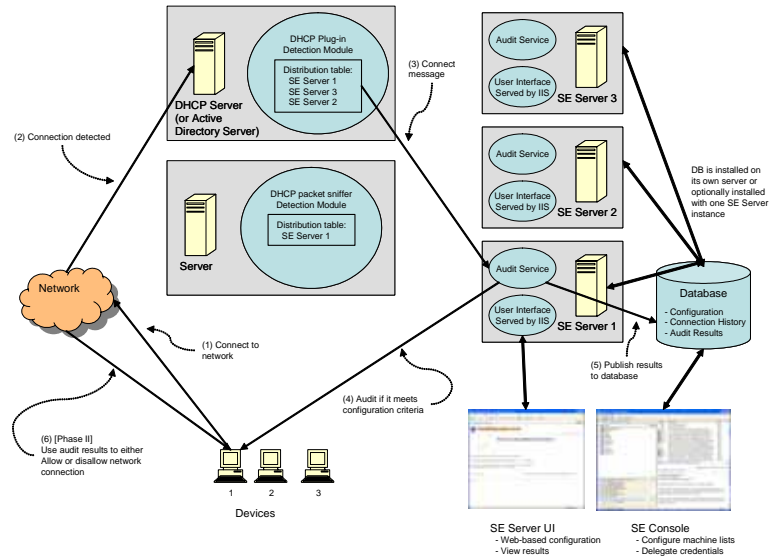 DHCP Plug-in
Detection Module
Distribution table:
SE Server 1
SE Server 3
SE Server 2
DHCP Server
(or Active
Directory Server)
(2) Connection detected
(3) Connect
message
Audit Service
User Interface
Served by IIS
SE Server 3
Audit Service
User Interface
Served by IIS
SE Server 2
DB is installed on
its own server or
optionally installed
with one SE Server
instance
DHCP packet sniffer
Detection Module
Distribution table:
SE Server 1
Server
Audit Service
User Interface
Served by IIS
SE Server 1
Network
Database
- Configuration
- Connection History
- Audit Results
(1) Connect to
network
(4) Audit if it meets
configuration criteria
(5) Publish results
to database
(6) [Phase II]
Use audit results to either
Allow or disallow network
connection
1
2
3
Devices
SE Server UI
- Web-based configuration
- View results
SE Console
- Configure machine lists
- Delegate credentials